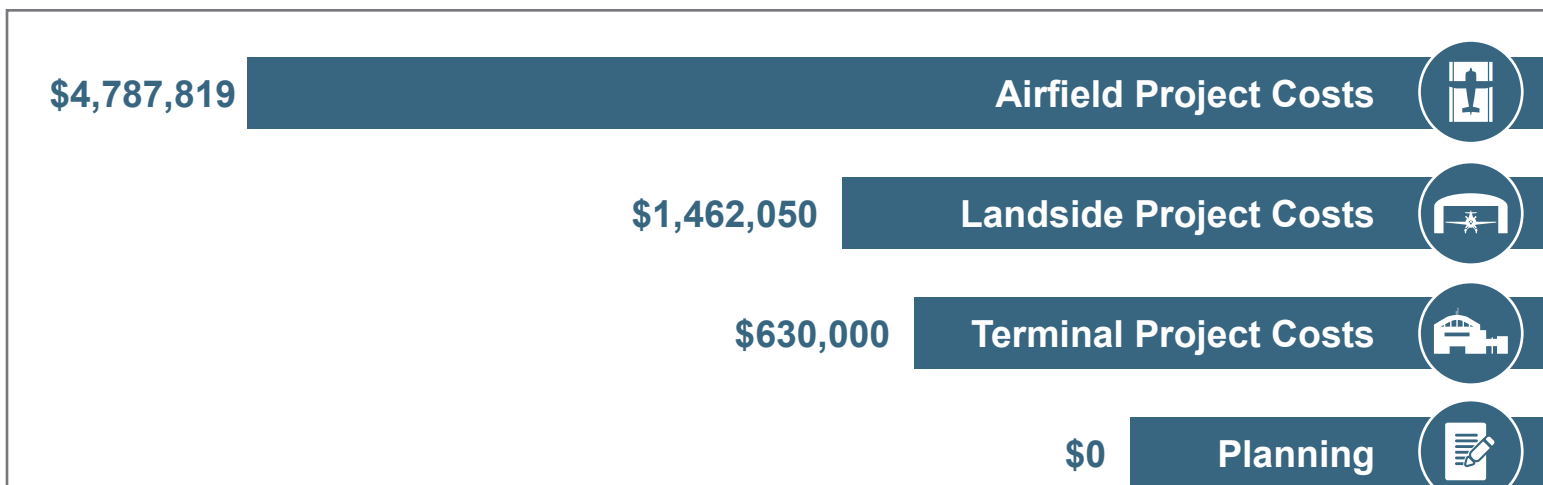 $4,787,819 Airfield Project Costs
$1,462,050 Landside Project Costs
$630,000 Terminal Project Costs
$0 Planning